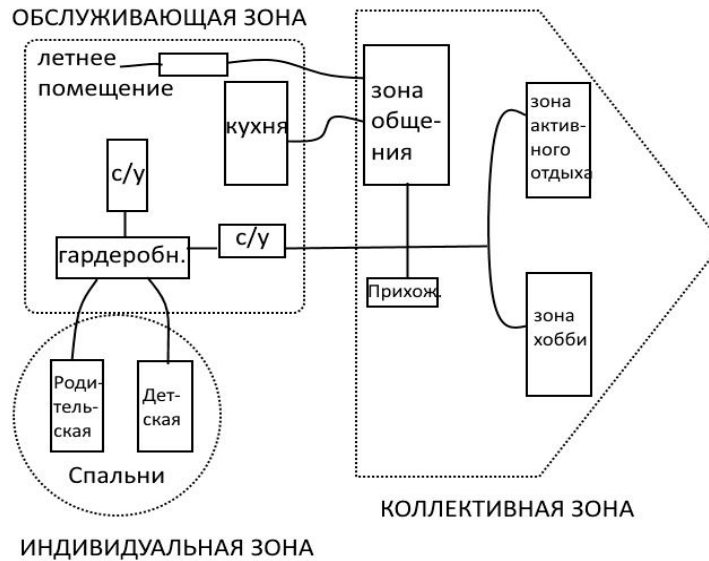 ОБСЛУЖИВАЮЩАЯ ЗОНА
летнее
помещение
кухня
с/у
гардеробн.
с/у
зона
обще-
ния
Прихож.
зона
актив-
ного
отдыха
зона
хобби
Роди-
тель-
ская
Дет-
ская
Спальни
КОЛЛЕКТИВНАЯ ЗОНА
ИНДИВИДУАЛЬНАЯ ЗОНА